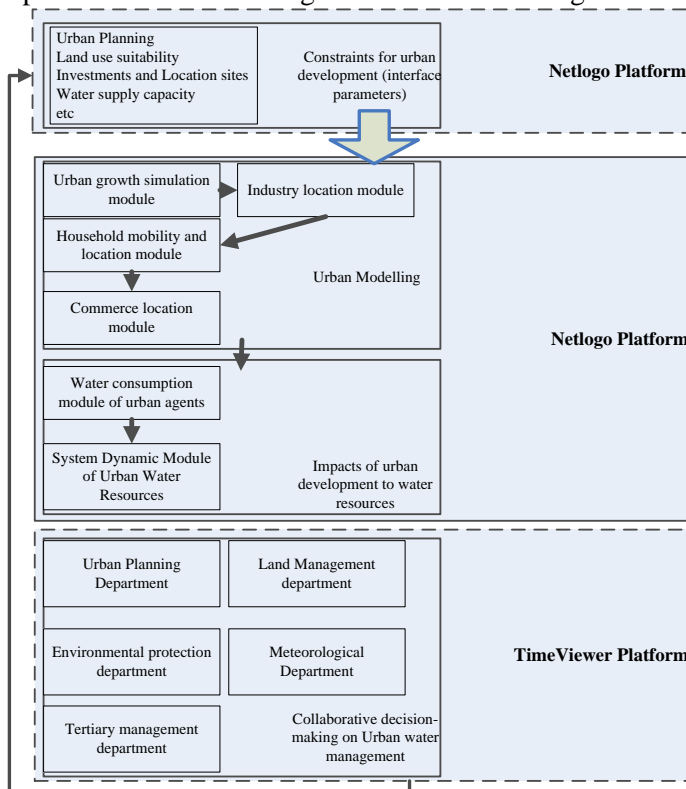 Urban Planning
Land use suitability
Investments and Location sites
Water supply capacity
etc
Constraints for urban
development (interface
parameters)
Netlogo Platform
Urban growth simulation
module
Industry location module
Household mobility and
location module
Urban Modelling
Commerce location
module
Netlogo Platform
Water consumption
module of urban agents
System Dynamic Module
of Urban Water
Resources
Impacts of urban
development to water
resources
Urban Planning
Department
Land Management
department
Environmental protection
department
Meteorological
Department
TimeViewer Platform
Tertiary management
department
Collaborative decision-
making on Urban water
management